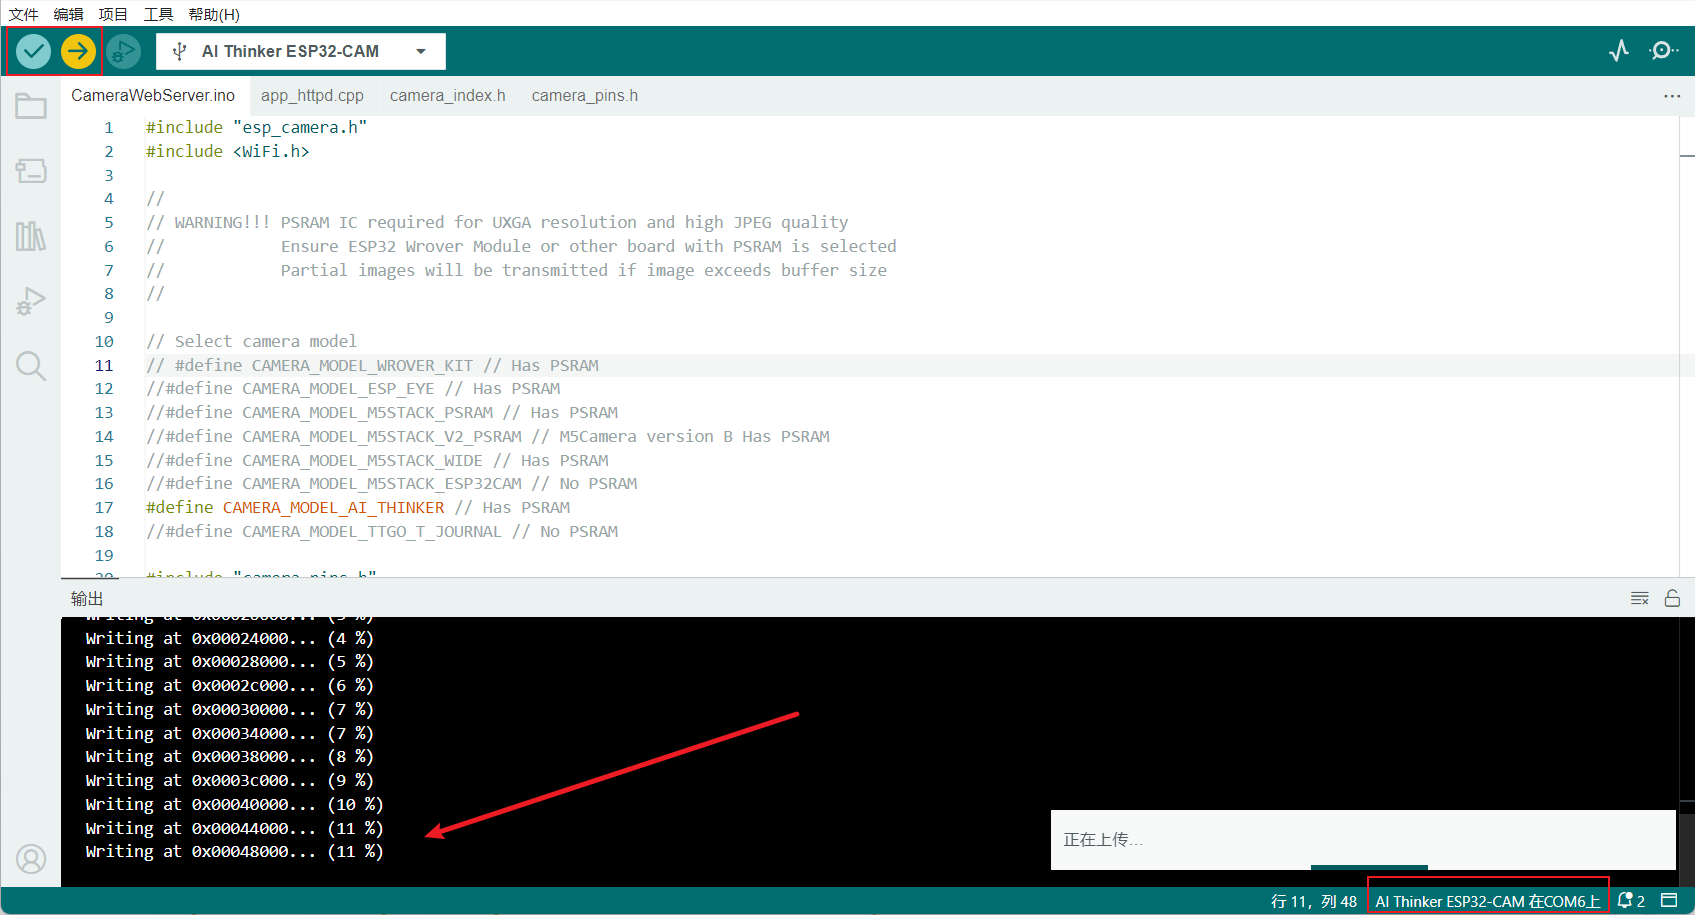 文件 编辑 项目 工具 帮助(H)
AI Thinker ESP32-CAM
CameraWebServer.ino app_httpd.cpp camera_index.h camera_pins.h
1 #include "esp_camera.h"
2 #include <WiFi.h>
3
4 //
5 // WARNING!!! PSRAM IC required for UXGA resolution and high JPEG quality
6 //            Ensure ESP32 Wrover Module or other board with PSRAM is selected
7 //            Partial images will be transmitted if image exceeds buffer size
8 //
9
10 // Select camera model
11 // #define CAMERA_MODEL_WROVER_KIT // Has PSRAM
12 //#define CAMERA_MODEL_ESP_EYE // Has PSRAM
13 //#define CAMERA_MODEL_M5STACK_PSRAM // Has PSRAM
14 //#define CAMERA_MODEL_M5STACK_V2_PSRAM // M5Camera version B Has PSRAM
15 //#define CAMERA_MODEL_M5STACK_WIDE // Has PSRAM
16 //#define CAMERA_MODEL_M5STACK_ESP32CAM // No PSRAM
17 #define CAMERA_MODEL_AI_THINKER // Has PSRAM
18 //#define CAMERA_MODEL_TTGO_T_JOURNAL // No PSRAM
19
20 #include "camera_pins.h"
输出
Writing at 0x00024000... (4 %)
Writing at 0x00028000... (5 %)
Writing at 0x0002c000... (6 %)
Writing at 0x00030000... (7 %)
Writing at 0x00034000... (7 %)
Writing at 0x00038000... (8 %)
Writing at 0x0003c000... (9 %)
Writing at 0x00040000... (10 %)
Writing at 0x00044000... (11 %)
Writing at 0x00048000... (11 %)
正在上传...
行 11，列 48 AI Thinker ESP32-CAM 在COM6上 2